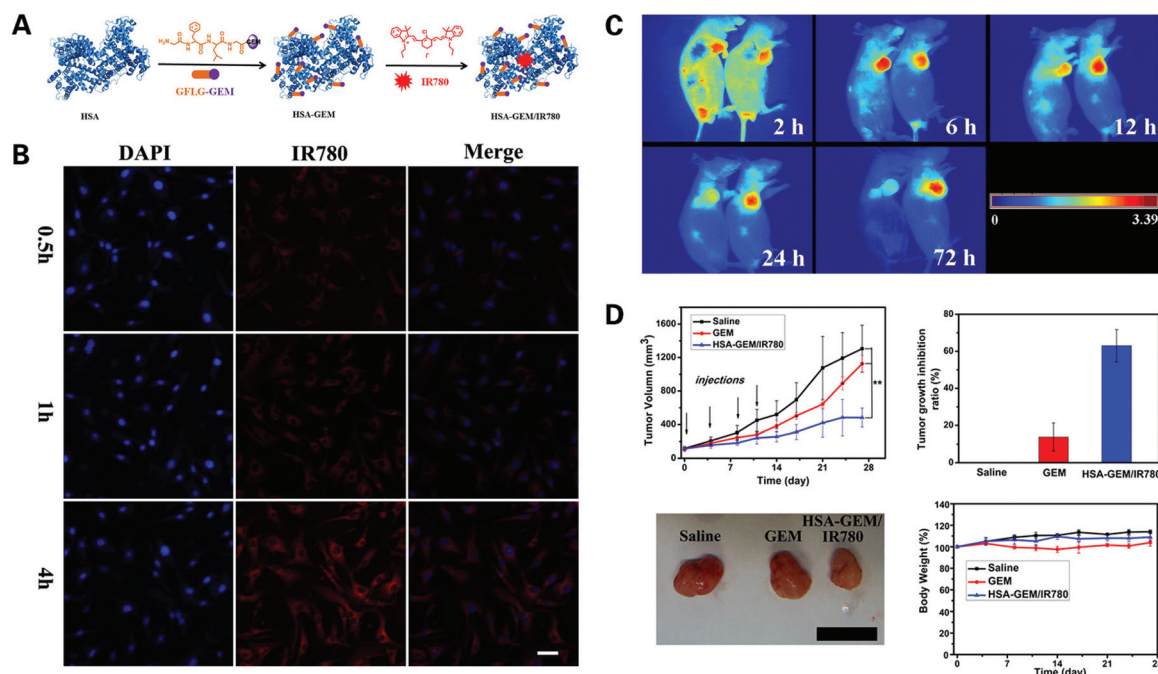 A
H₂N
O
H
N
O
N
H
O
H
N
O
GEM
GFLG-GEM
Cl
IR780
HSA
HSA-GEM
HSA-GEM/IR780
B
DAPI
IR780
Merge
0.5h
1h
4h
C
2 h
6 h
12 h
24 h
72 h
0
3.39
D
Saline
GEM
HSA-GEM/IR780
injections
**
Tumor Volumn (mm³)
1600
1200
800
400
0
0
7
14
21
28
Time (day)
Tumor growth inhibition
ratio (%)
80
60
40
20
0
Saline
GEM
HSA-GEM/IR780
Saline
GEM
HSA-GEM/
IR780
Body Weight (%)
140
120
100
80
60
40
20
0
Saline
GEM
HSA-GEM/IR780
0
7
14
21
28
Time (day)